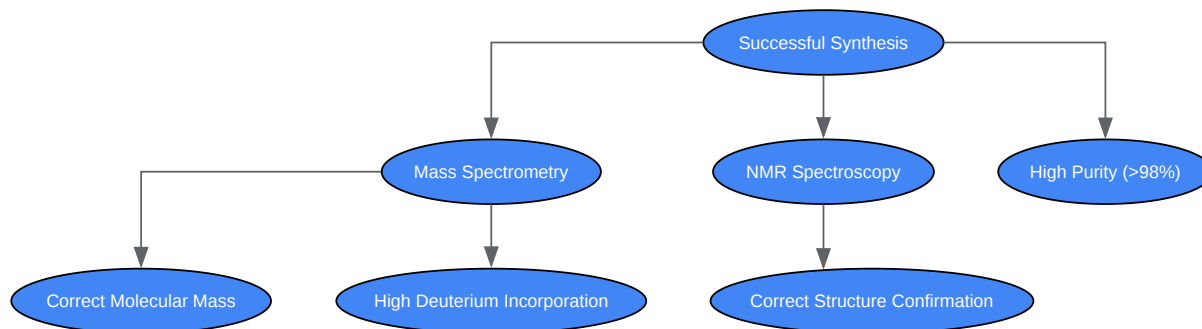 Successful Synthesis
Mass Spectrometry
NMR Spectroscopy
High Purity (>98%)
Correct Molecular Mass
High Deuterium Incorporation
Correct Structure Confirmation